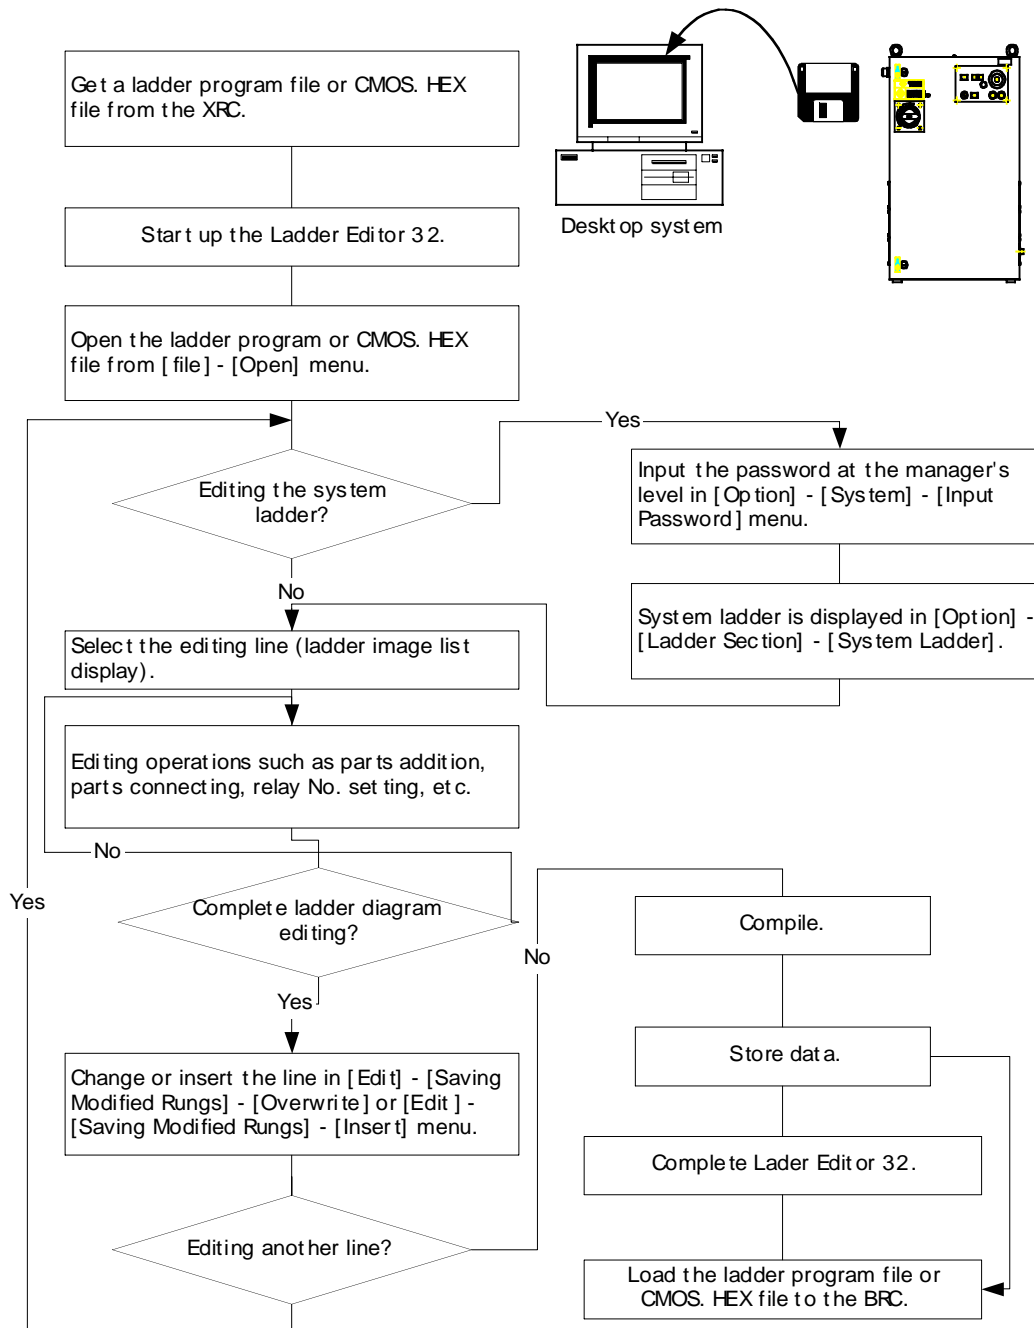 Get a ladder program file or CMOS. HEX
file from the XRC.
Desktop system
Start up the Ladder Editor 32.
Open the ladder program or CMOS. HEX
file from [file] - [Open] menu.
Yes
Editing the system
ladder?
Input the password at the manager's
level in [Option] - [System] - [Input
Password] menu.
No
System ladder is displayed in [Option] -
[Ladder Section] - [System Ladder].
Select the editing line (ladder image list
display).
Editing operations such as parts addition,
parts connecting, relay No. setting, etc.
No
Yes
Complete ladder diagram
editing?
No
Compile.
Yes
Store data.
Change or insert the line in [Edit] - [Saving
Modified Rungs] - [Overwrite] or [Edit] -
[Saving Modified Rungs] - [Insert] menu.
Complete Lader Editor 32.
Editing another line?
Load the ladder program file or
CMOS. HEX file to the BRC.